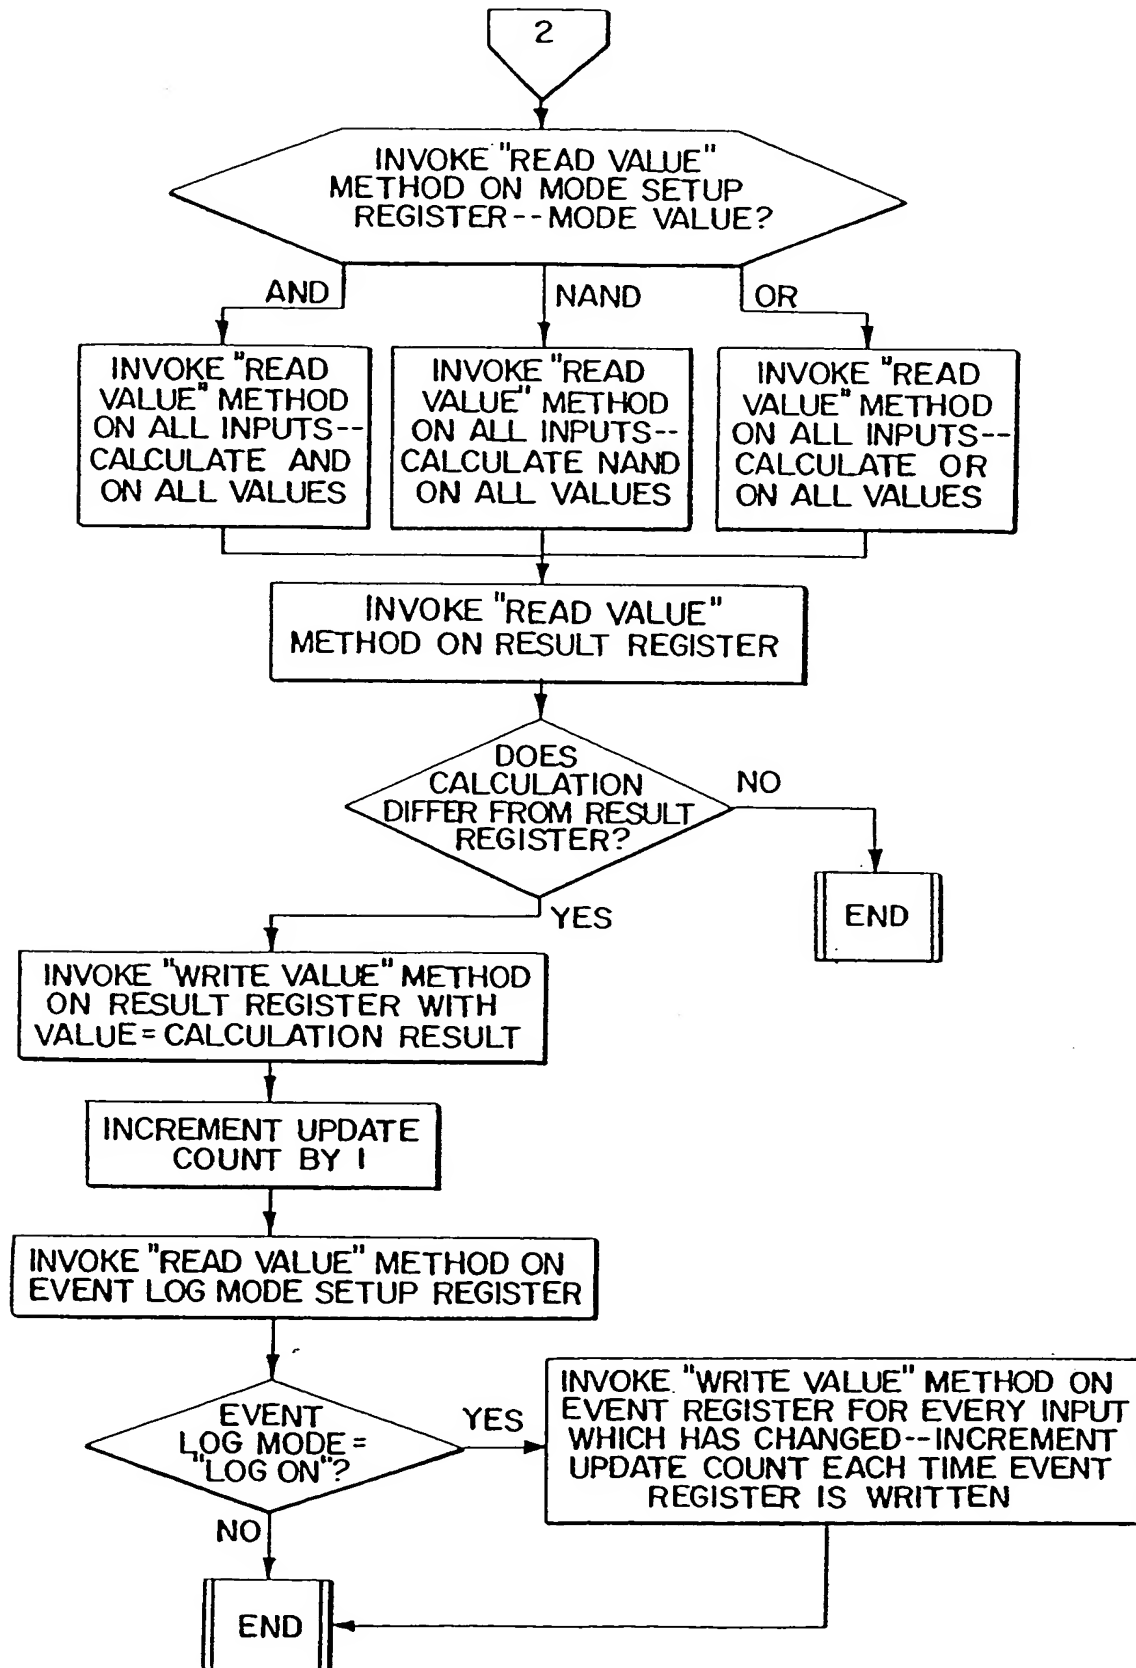 2
INVOKE "READ VALUE"
METHOD ON MODE SETUP
REGISTER--MODE VALUE?
AND
NAND
OR
INVOKE "READ
VALUE" METHOD
ON ALL INPUTS--
CALCULATE AND
ON ALL VALUES
INVOKE "READ
VALUE" METHOD
ON ALL INPUTS--
CALCULATE NAND
ON ALL VALUES
INVOKE "READ
VALUE" METHOD
ON ALL INPUTS--
CALCULATE OR
ON ALL VALUES
INVOKE "READ VALUE"
METHOD ON RESULT REGISTER
DOES
CALCULATION
DIFFER FROM RESULT
REGISTER?
NO
END
YES
INVOKE "WRITE VALUE" METHOD
ON RESULT REGISTER WITH
VALUE=CALCULATION RESULT
INCREMENT UPDATE
COUNT BY 1
INVOKE "READ VALUE" METHOD ON
EVENT LOG MODE SETUP REGISTER
EVENT
LOG MODE=
"LOG ON"?
YES
INVOKE "WRITE VALUE" METHOD ON
EVENT REGISTER FOR EVERY INPUT
WHICH HAS CHANGED--INCREMENT
UPDATE COUNT EACH TIME EVENT
REGISTER IS WRITTEN
NO
END